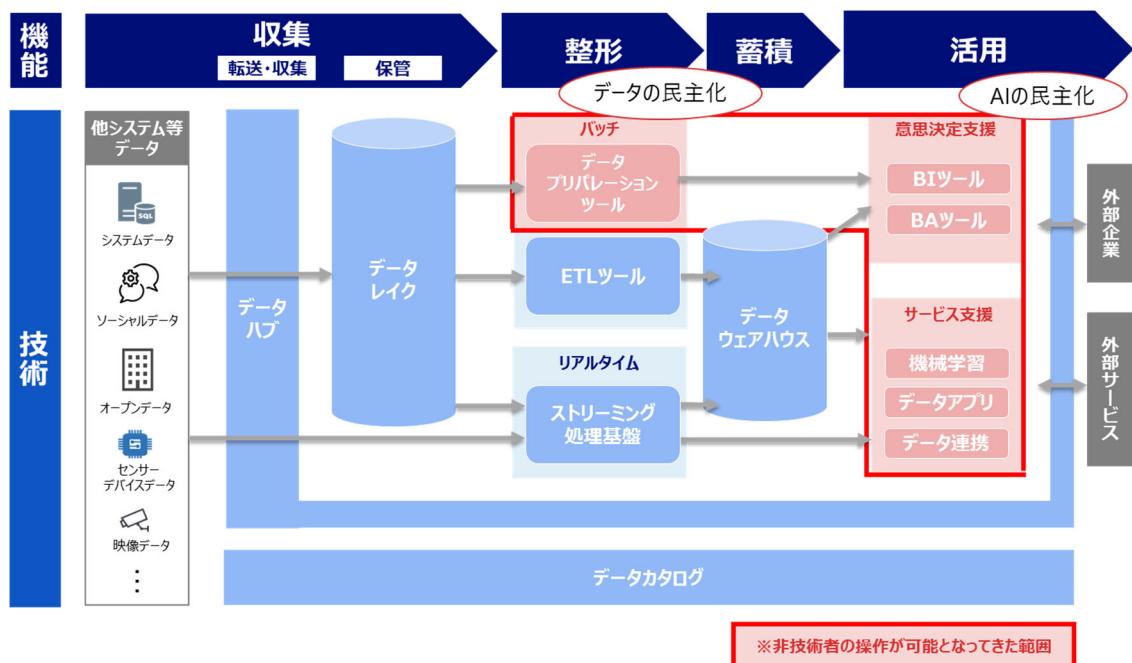 機能
収集
転送・収集
保管
整形
蓄積
活用
データの民主化
AIの民主化
技術
他システム等
データ
SQL
システムデータ
ソーシャルデータ
オープンデータ
センサー
デバイスデータ
映像データ
⋮
データ
ハブ
データ
レイク
バッチ
データ
プリパレーション
ツール
ETLツール
リアルタイム
ストリーミング
処理基盤
データ
ウェアハウス
意思決定支援
BIツール
BAツール
サービス支援
機械学習
データアプリ
データ連携
外部企業
外部サービス
データカタログ
※非技術者の操作が可能となってきた範囲